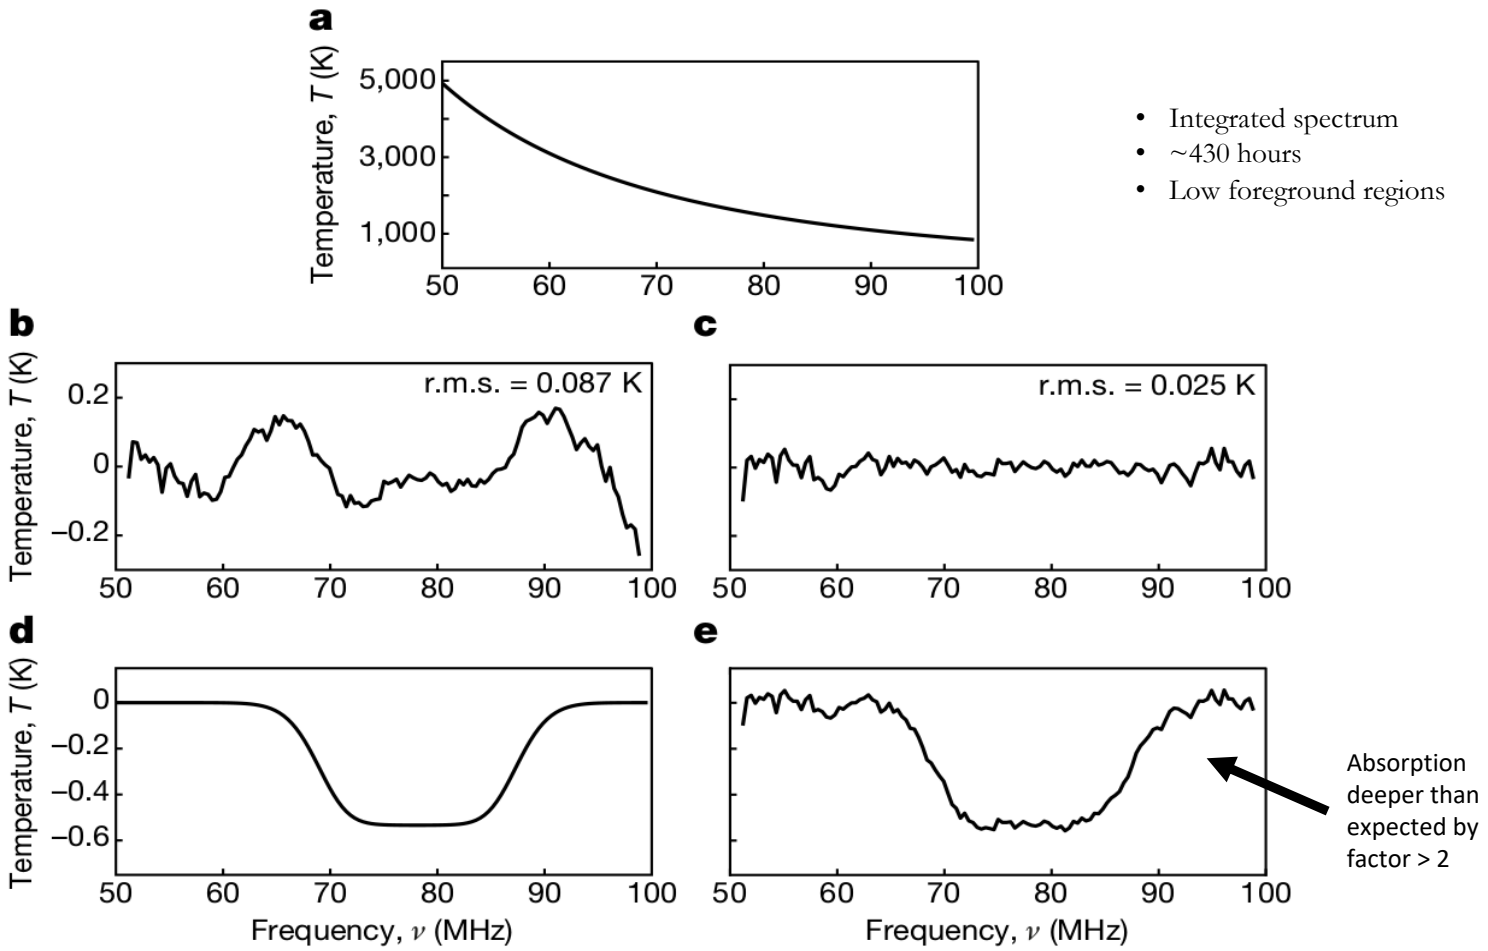 a
Temperature, T (K)
5,000
3,000
1,000
50 60 70 80 90 100
• Integrated spectrum
• ~430 hours
• Low foreground regions
b
Temperature, T (K)
0.2
0
−0.2
r.m.s. = 0.087 K
50 60 70 80 90 100
c
r.m.s. = 0.025 K
50 60 70 80 90 100
d
Temperature, T (K)
0
−0.2
−0.4
−0.6
50 60 70 80 90 100
Frequency, ν (MHz)
e
50 60 70 80 90 100
Frequency, ν (MHz)
Absorption
deeper than
expected by
factor > 2